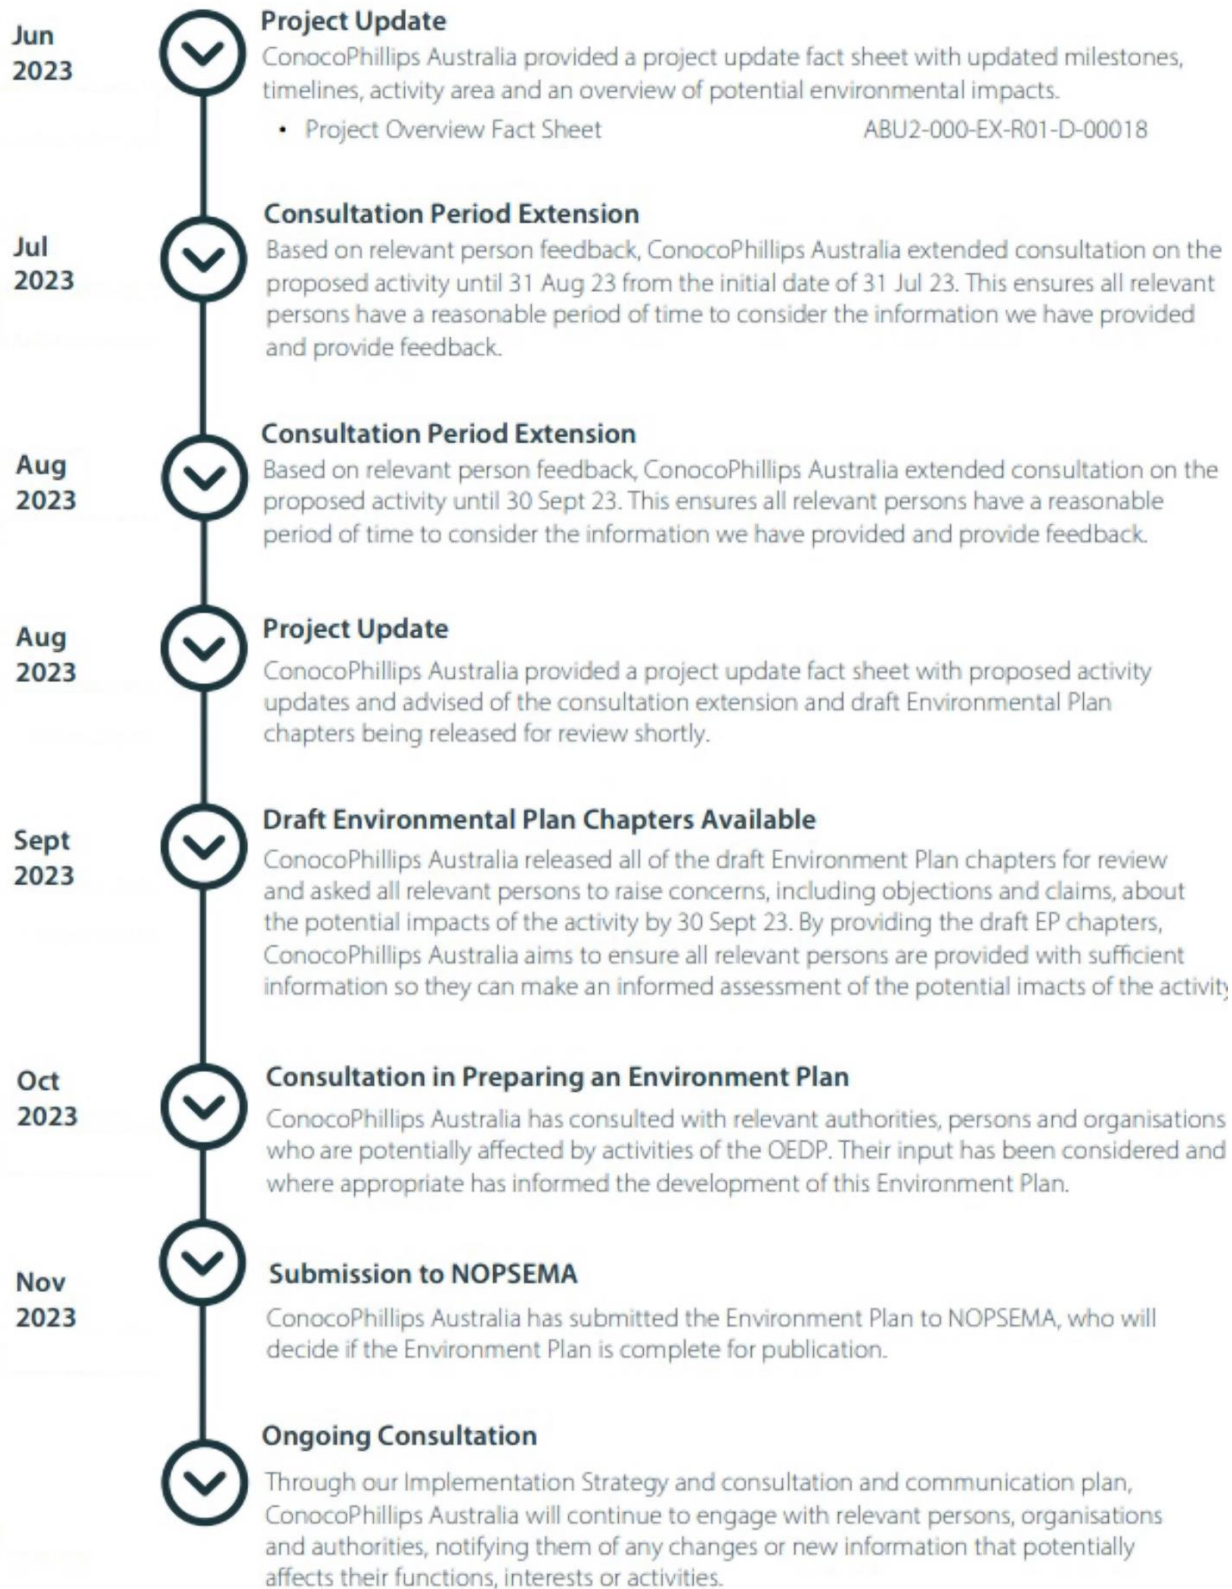 Jun
2023
Project Update
ConocoPhillips Australia provided a project update fact sheet with updated milestones,
timelines, activity area and an overview of potential environmental impacts.
• Project Overview Fact Sheet ABU2-000-EX-R01-D-00018
Jul
2023
Consultation Period Extension
Based on relevant person feedback, ConocoPhillips Australia extended consultation on the
proposed activity until 31 Aug 23 from the initial date of 31 Jul 23. This ensures all relevant
persons have a reasonable period of time to consider the information we have provided
and provide feedback.
Aug
2023
Consultation Period Extension
Based on relevant person feedback, ConocoPhillips Australia extended consultation on the
proposed activity until 30 Sept 23. This ensures all relevant persons have a reasonable
period of time to consider the information we have provided and provide feedback.
Aug
2023
Project Update
ConocoPhillips Australia provided a project update fact sheet with proposed activity
updates and advised of the consultation extension and draft Environmental Plan
chapters being released for review shortly.
Sept
2023
Draft Environmental Plan Chapters Available
ConocoPhillips Australia released all of the draft Environment Plan chapters for review
and asked all relevant persons to raise concerns, including objections and claims, about
the potential impacts of the activity by 30 Sept 23. By providing the draft EP chapters,
ConocoPhillips Australia aims to ensure all relevant persons are provided with sufficient
information so they can make an informed assessment of the potential imacts of the activity
Oct
2023
Consultation in Preparing an Environment Plan
ConocoPhillips Australia has consulted with relevant authorities, persons and organisations
who are potentially affected by activities of the OEDP. Their input has been considered and
where appropriate has informed the development of this Environment Plan.
Nov
2023
Submission to NOPSEMA
ConocoPhillips Australia has submitted the Environment Plan to NOPSEMA, who will
decide if the Environment Plan is complete for publication.
Ongoing Consultation
Through our Implementation Strategy and consultation and communication plan,
ConocoPhillips Australia will continue to engage with relevant persons, organisations
and authorities, notifying them of any changes or new information that potentially
affects their functions, interests or activities.